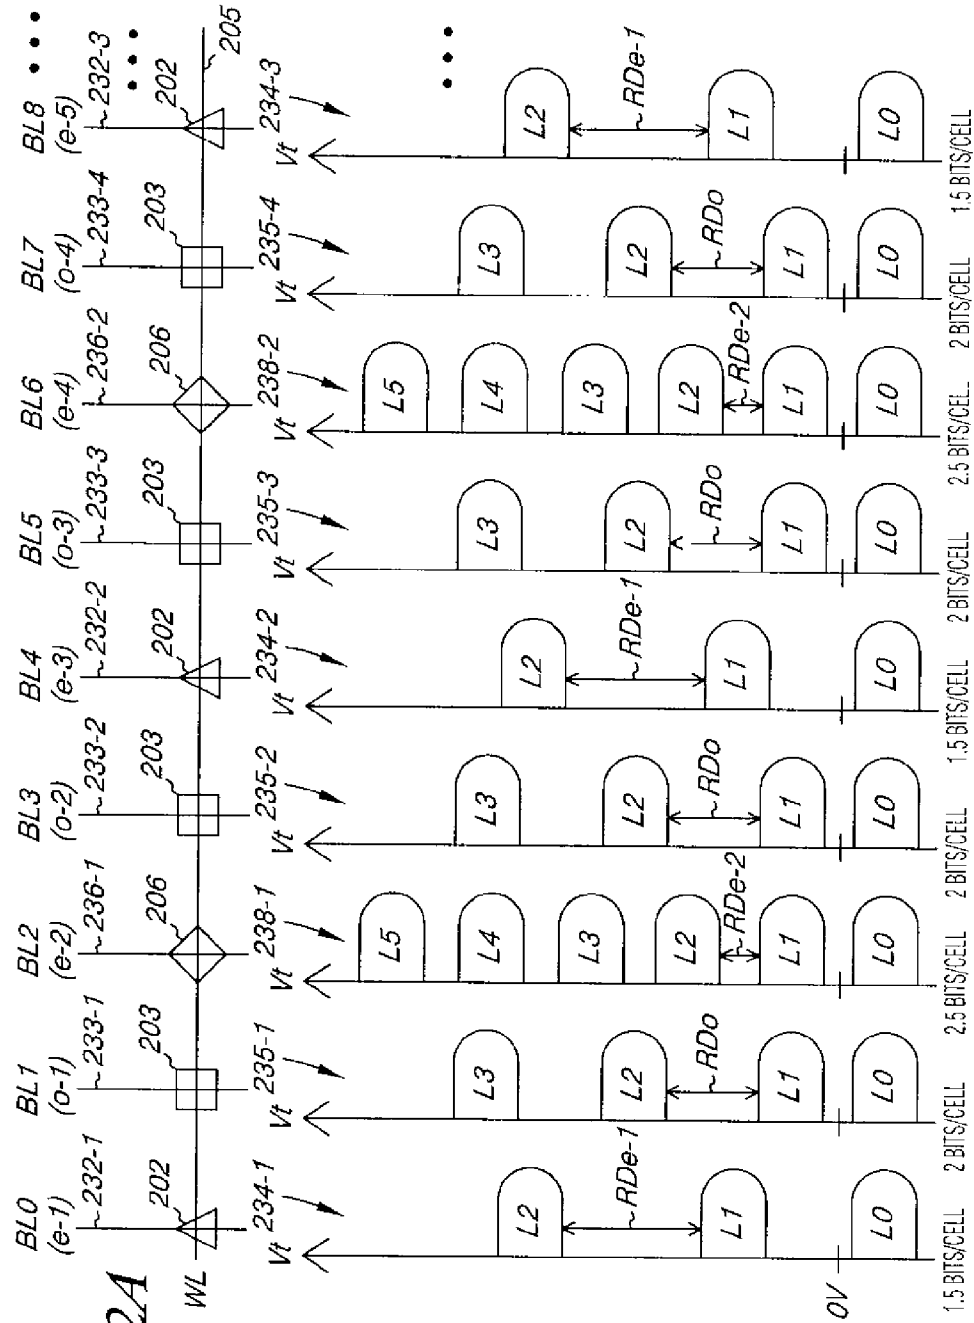 2A
BL0 BL1 BL2 BL3 BL4 BL5 BL6 BL7 BL8 •••
(e-1) (o-1) (e-2) (o-2) (e-3) (o-3) (e-4) (o-4) (e-5)
232-1 233-1 236-1 233-2 232-2 233-3 236-2 233-4 232-3
202 203 206 203 202 203 206 203 202 •••
WL 205
234-1 235-1 238-1 235-2 234-2 235-3 238-2 235-4 234-3
Vt Vt Vt Vt Vt Vt Vt Vt Vt
L5 L5
L3 L4 L3 L3 L4 L3 •••
L2 L3 L2 L3 L2
L2 L2 L2 L2 L2 L2
RDe-1 RDo RDe-2 RDo RDe-1 RDo RDe-2 RDo RDe-1
L1 L1 L1 L1 L1 L1 L1 L1 L1
0V
L0 L0 L0 L0 L0 L0 L0 L0 L0
1.5 BITS/CELL 2 BITS/CELL 2.5 BITS/CELL 2 BITS/CELL 1.5 BITS/CELL 2 BITS/CELL 2.5 BITS/CELL 2 BITS/CELL 1.5 BITS/CELL